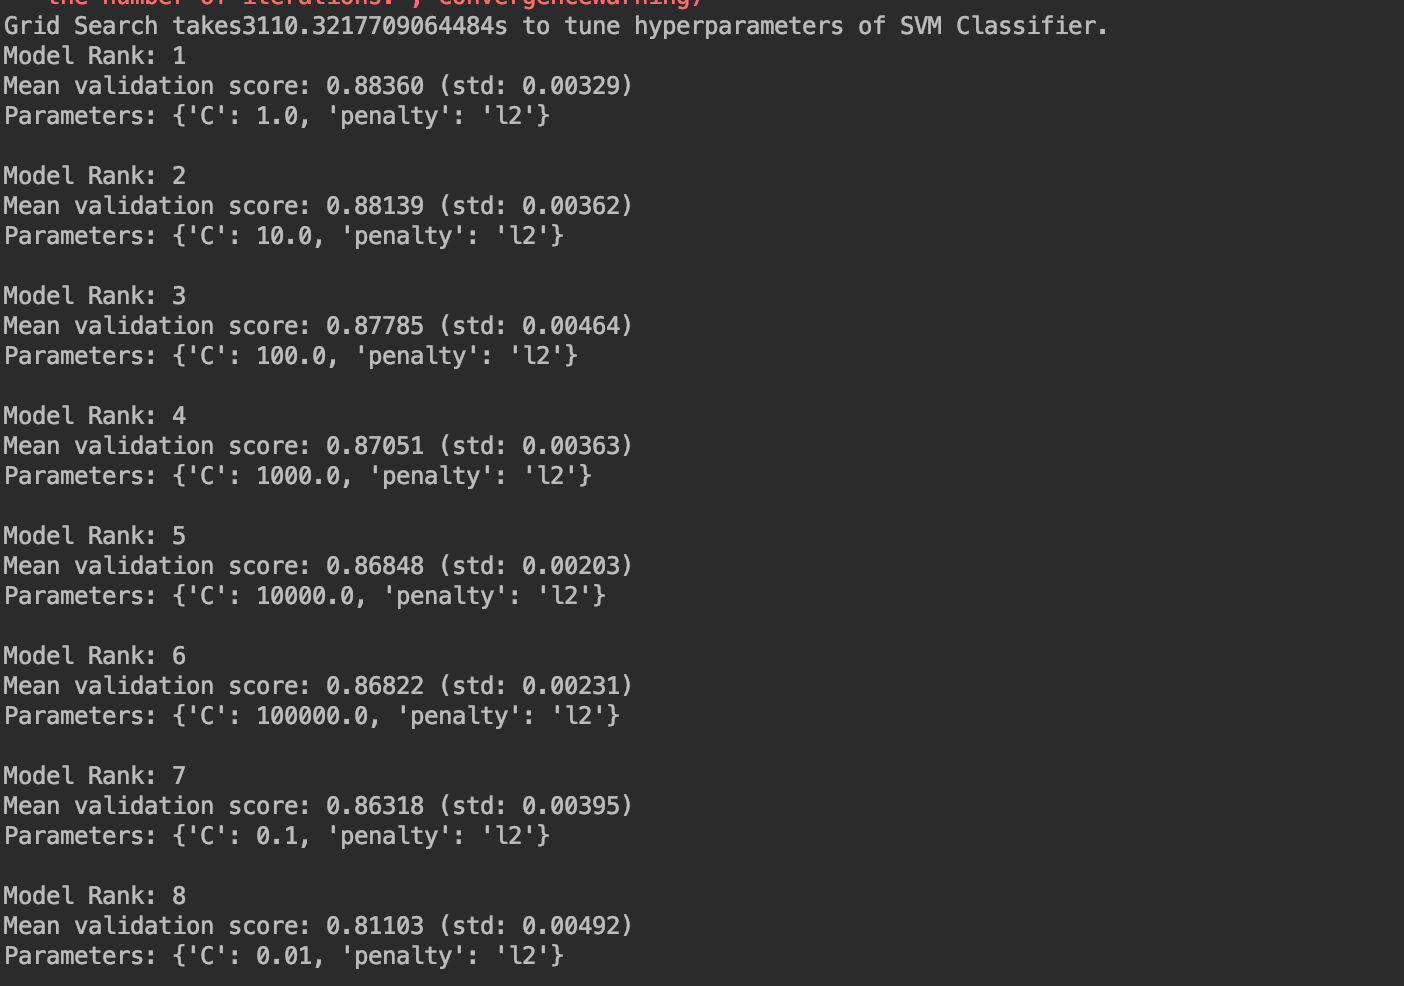 the number of iterations.", ConvergenceWarning)
Grid Search takes3110.3217709064484s to tune hyperparameters of SVM Classifier.
Model Rank: 1
Mean validation score: 0.88360 (std: 0.00329)
Parameters: {'C': 1.0, 'penalty': 'l2'}
Model Rank: 2
Mean validation score: 0.88139 (std: 0.00362)
Parameters: {'C': 10.0, 'penalty': 'l2'}
Model Rank: 3
Mean validation score: 0.87785 (std: 0.00464)
Parameters: {'C': 100.0, 'penalty': 'l2'}
Model Rank: 4
Mean validation score: 0.87051 (std: 0.00363)
Parameters: {'C': 1000.0, 'penalty': 'l2'}
Model Rank: 5
Mean validation score: 0.86848 (std: 0.00203)
Parameters: {'C': 10000.0, 'penalty': 'l2'}
Model Rank: 6
Mean validation score: 0.86822 (std: 0.00231)
Parameters: {'C': 100000.0, 'penalty': 'l2'}
Model Rank: 7
Mean validation score: 0.86318 (std: 0.00395)
Parameters: {'C': 0.1, 'penalty': 'l2'}
Model Rank: 8
Mean validation score: 0.81103 (std: 0.00492)
Parameters: {'C': 0.01, 'penalty': 'l2'}